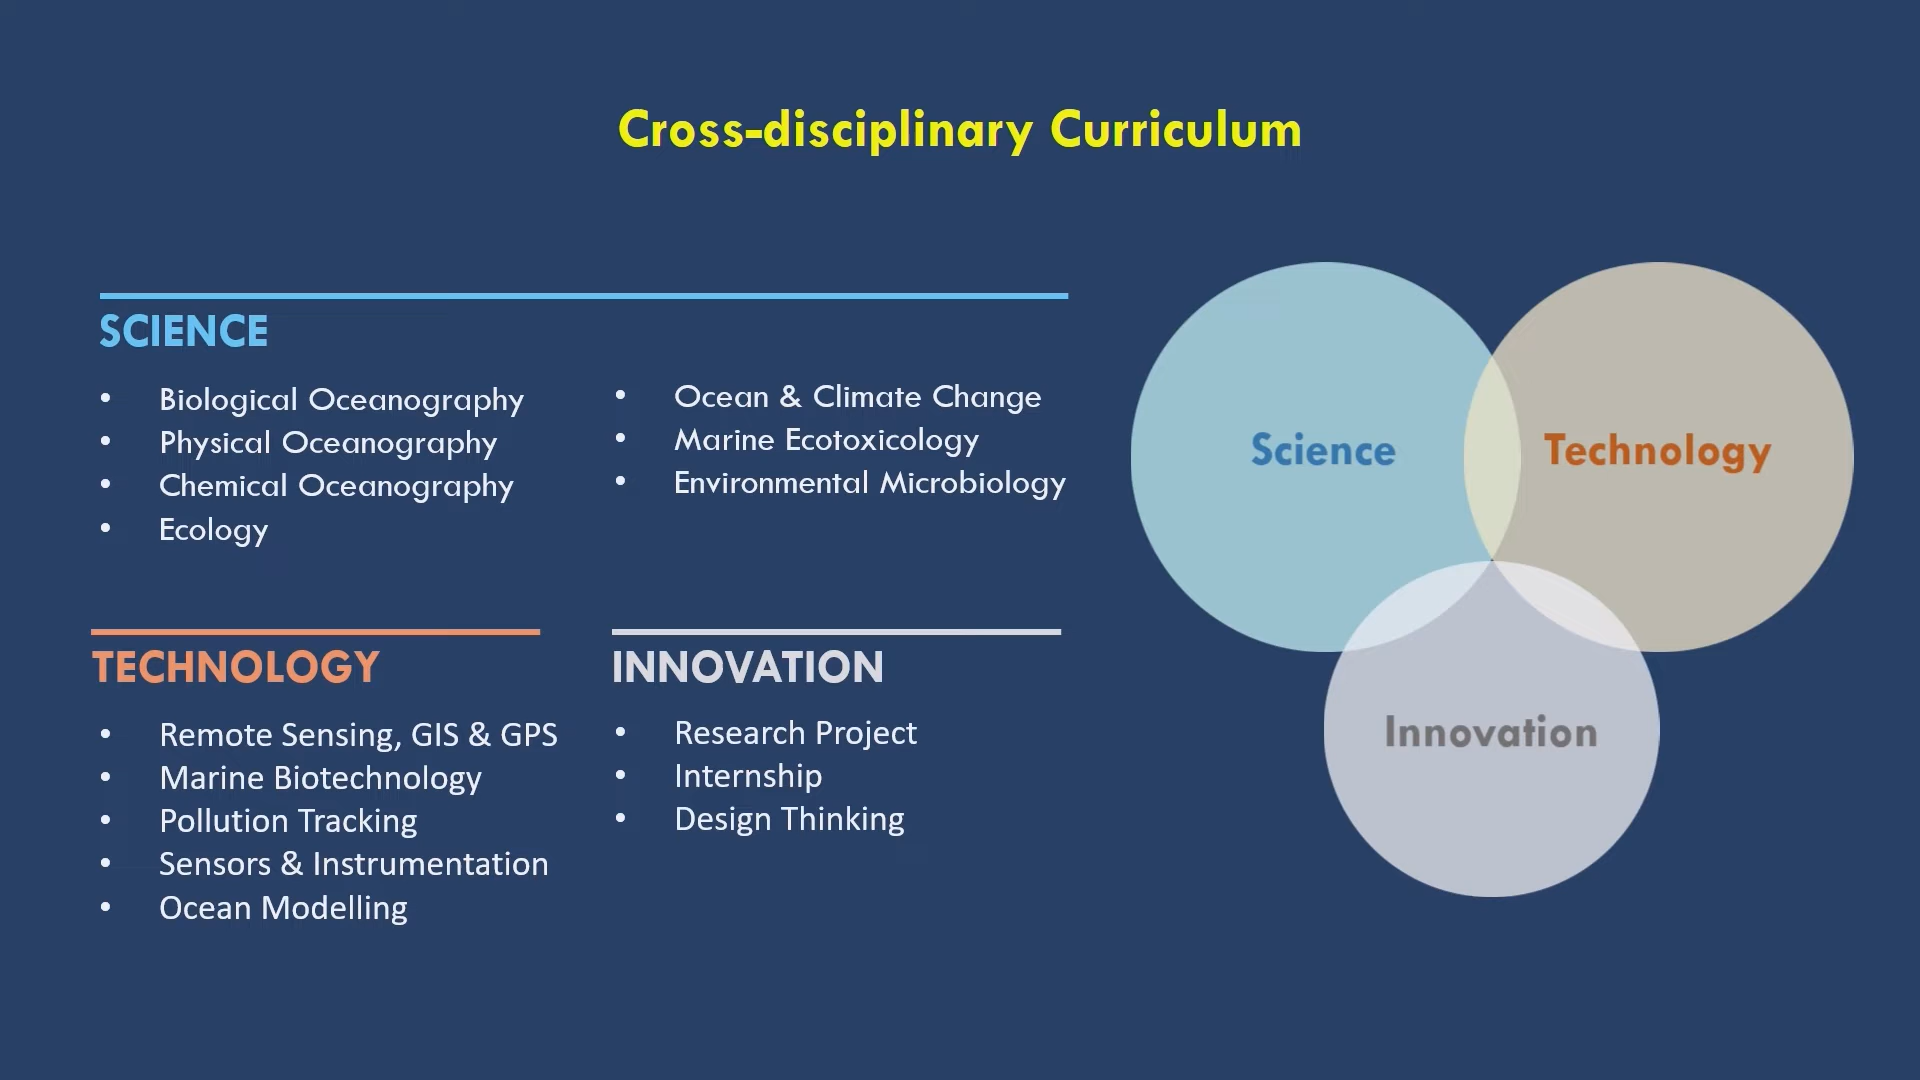 Cross-disciplinary Curriculum
SCIENCE
• Biological Oceanography
• Physical Oceanography
• Chemical Oceanography
• Ecology
• Ocean & Climate Change
• Marine Ecotoxicology
• Environmental Microbiology
TECHNOLOGY
• Remote Sensing, GIS & GPS
• Marine Biotechnology
• Pollution Tracking
• Sensors & Instrumentation
• Ocean Modelling
INNOVATION
• Research Project
• Internship
• Design Thinking
Science
Technology
Innovation